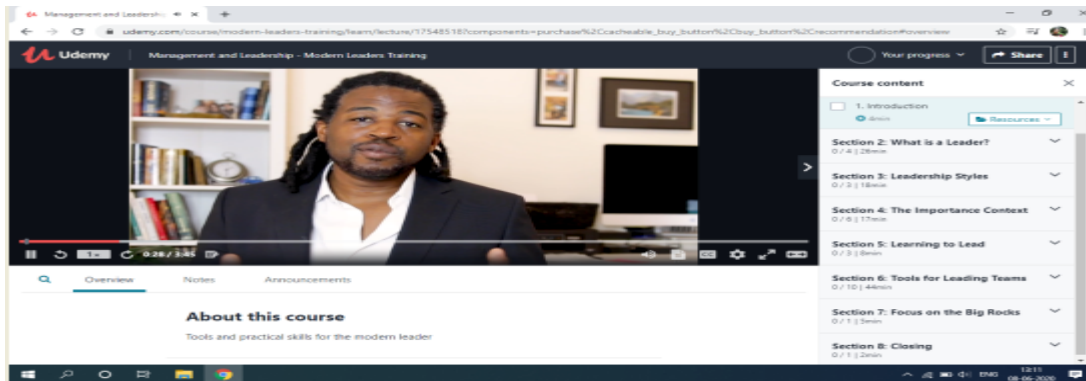 Management and Leadership
udemy.com/course/modern-leaders-training/learn/lecture/17548518?components=purchase%2Ccacheable_buy_button%2Cbuy_button%2Crecommendation#overview
Udemy
Management and Leadership - Modern Leaders Training
Your progress
Share
Course content
1. Introduction
4min
Resources
Section 2: What is a Leader?
0 / 4 | 26min
Section 3: Leadership Styles
0 / 3 | 18min
Section 4: The Importance Context
0 / 6 | 17min
Section 5: Learning to Lead
0 / 3 | 8min
Section 6: Tools for Leading Teams
0 / 10 | 44min
Section 7: Focus on the Big Rocks
0 / 1 | 5min
Section 8: Closing
0 / 1 | 2min
1x
0:28 / 3:45
CC
Overview
Notes
Announcements
About this course
Tools and practical skills for the modern leader
ENG
12:11
08-06-2020